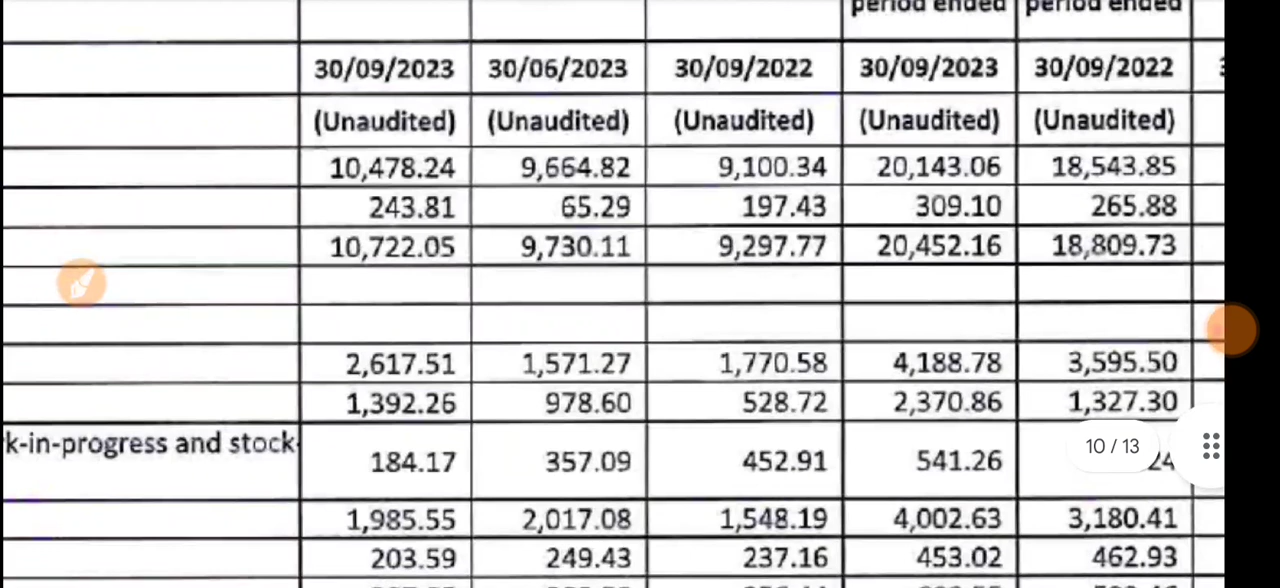 period ended period ended
30/09/2023 30/06/2023 30/09/2022 30/09/2023 30/09/2022
(Unaudited) (Unaudited) (Unaudited) (Unaudited) (Unaudited)
10,478.24 9,664.82 9,100.34 20,143.06 18,543.85
243.81 65.29 197.43 309.10 265.88
10,722.05 9,730.11 9,297.77 20,452.16 18,809.73
2,617.51 1,571.27 1,770.58 4,188.78 3,595.50
1,392.26 978.60 528.72 2,370.86 1,327.30
k-in-progress and stock-
184.17 357.09 452.91 541.26 24
10 / 13
1,985.55 2,017.08 1,548.19 4,002.63 3,180.41
203.59 249.43 237.16 453.02 462.93